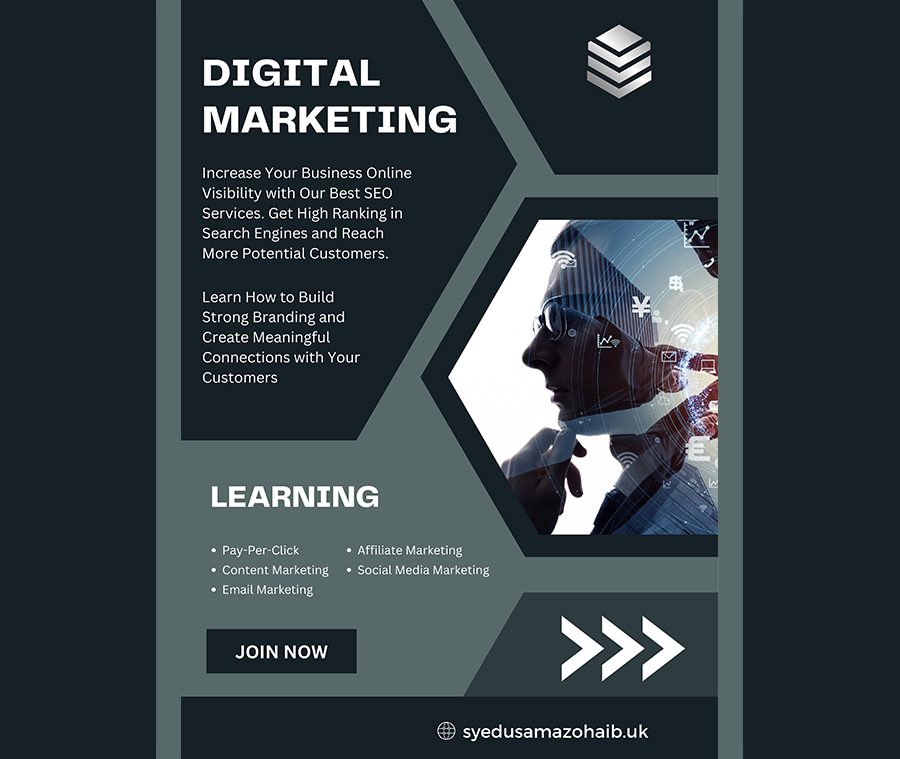 DIGITAL
MARKETING
Increase Your Business Online
Visibility with Our Best SEO
Services. Get High Ranking in
Search Engines and Reach
More Potential Customers.
Learn How to Build
Strong Branding and
Create Meaningful
Connections with Your
Customers
¥
LEARNING
Pay-Per-Click
Content Marketing
Email Marketing
Affiliate Marketing
Social Media Marketing
JOIN NOW
syedusamazohaib.uk